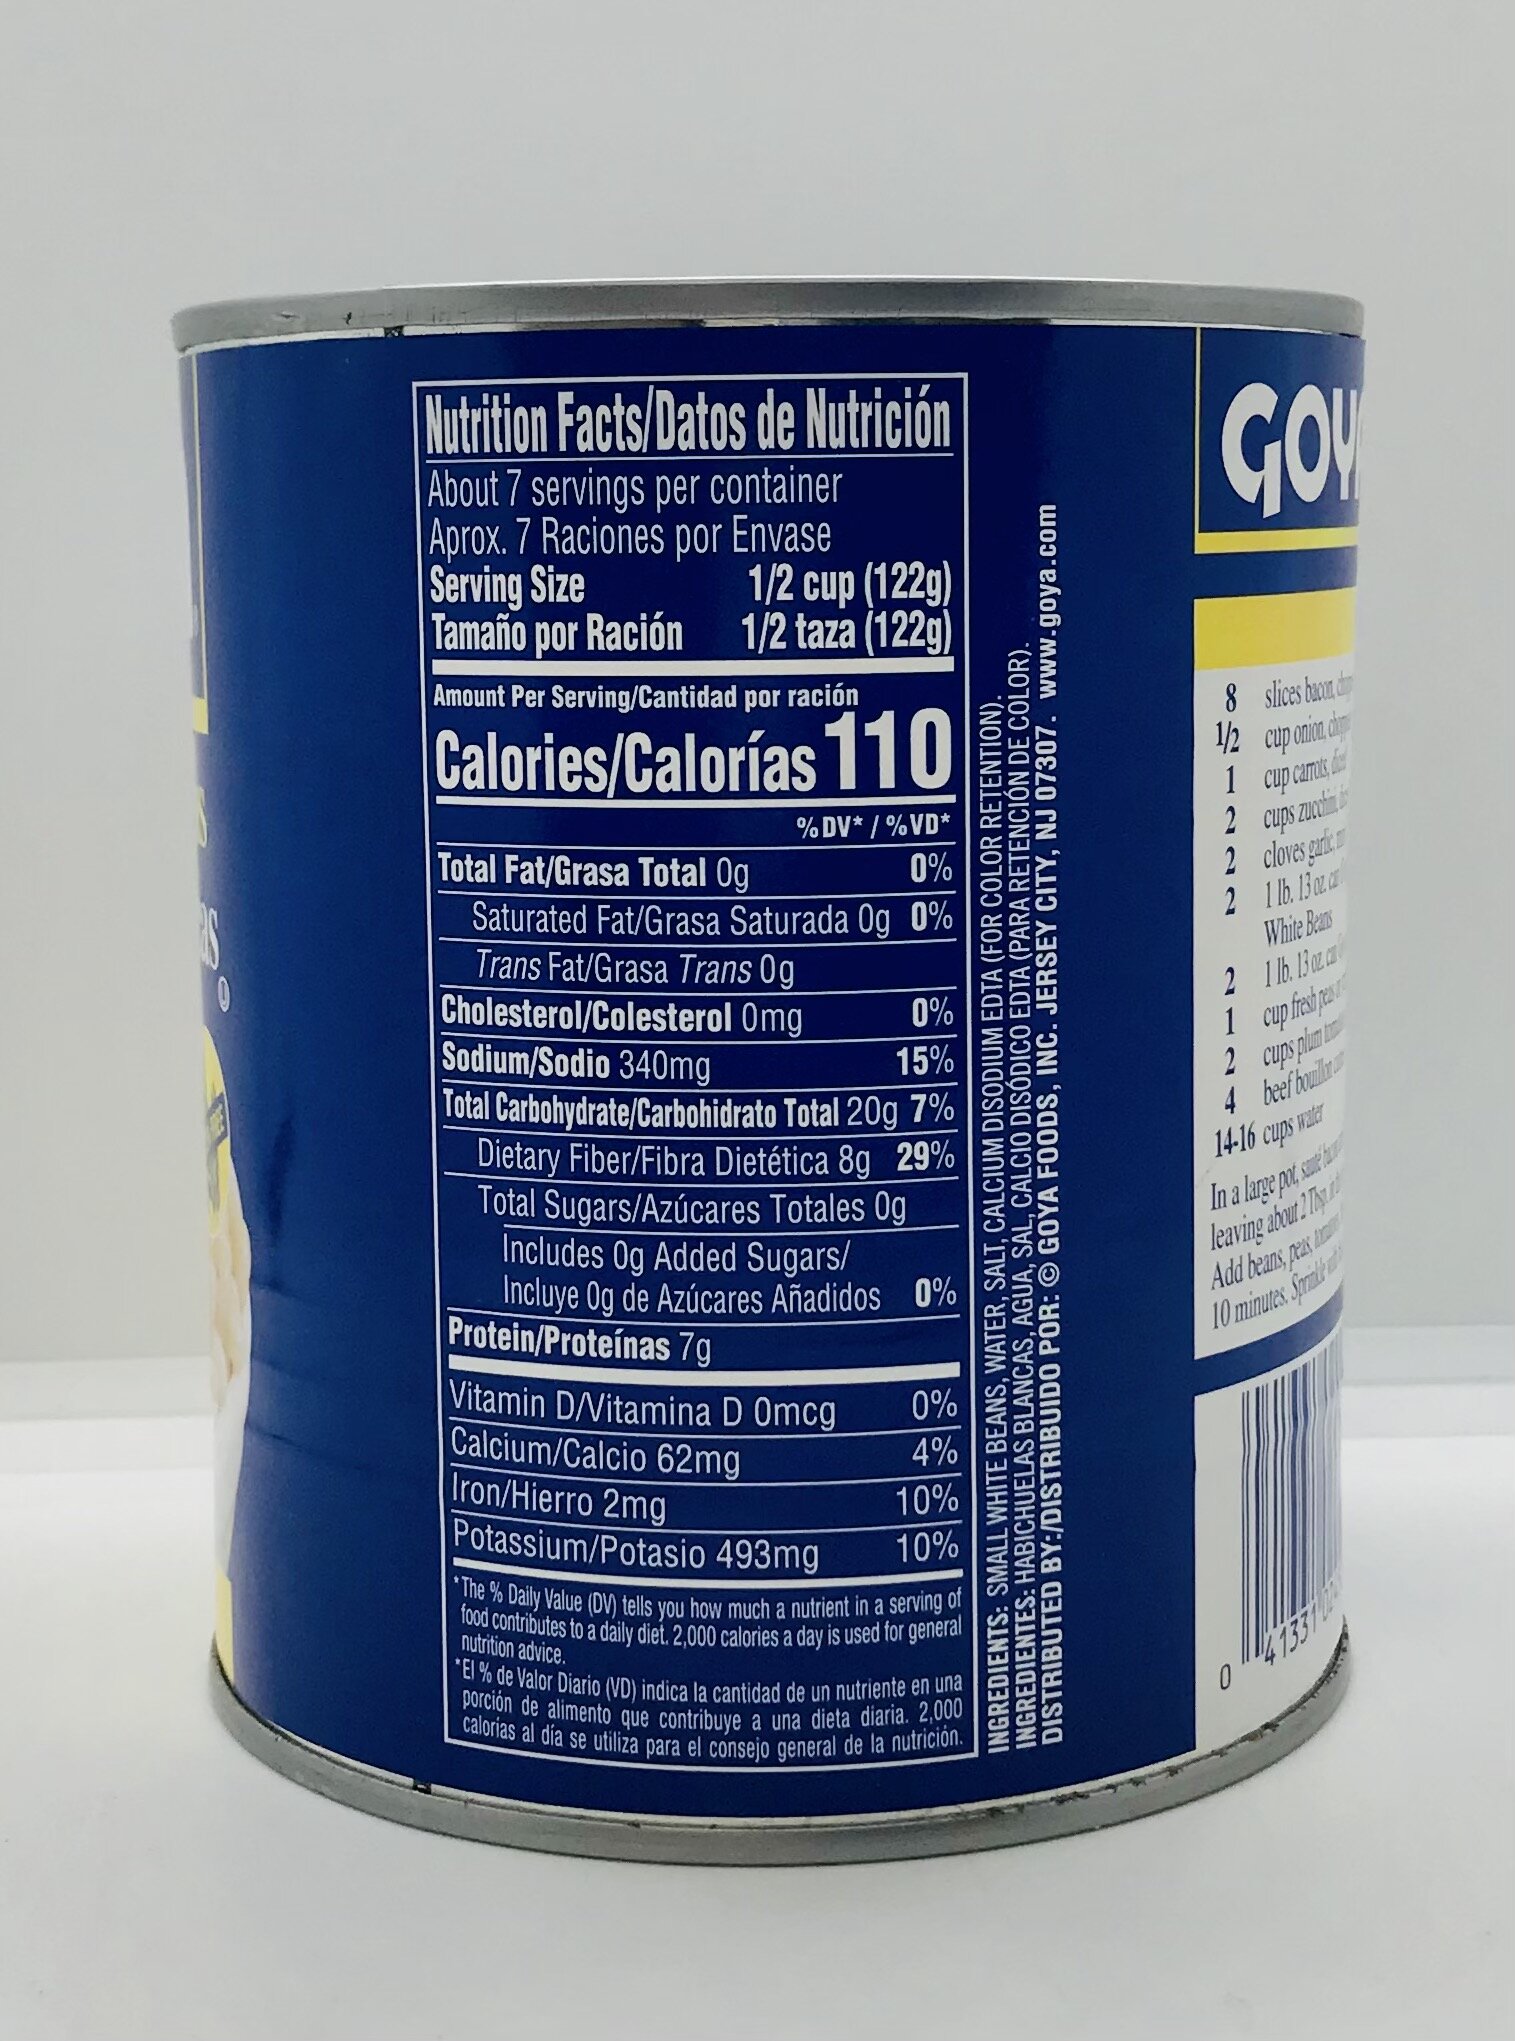 Nutrition Facts/Datos de Nutrición
About 7 servings per container
Aprox. 7 Raciones por Envase
Serving Size 1/2 cup (122g)
Tamaño por Ración 1/2 taza (122g)
Amount Per Serving/Cantidad por ración
Calories/Calorías 110
% DV* / %VD*
Total Fat/Grasa Total 0g 0%
Saturated Fat/Grasa Saturada 0g 0%
Trans Fat/Grasa Trans 0g
Cholesterol/Colesterol 0mg 0%
Sodium/Sodio 340mg 15%
Total Carbohydrate/Carbohidrato Total 20g 7%
Dietary Fiber/Fibra Dietética 8g 29%
Total Sugars/Azúcares Totales 0g
Includes 0g Added Sugars/
Incluye 0g de Azúcares Añadidos 0%
Protein/Proteínas 7g
Vitamin D/Vitamina D 0mcg 0%
Calcium/Calcio 62mg 4%
Iron/Hierro 2mg 10%
Potassium/Potasio 493mg 10%
*The % Daily Value (DV) tells you how much a nutrient in a serving of
food contributes to a daily diet. 2,000 calories a day is used for general
nutrition advice.
*El % de Valor Diario (VD) indica la cantidad de un nutriente en una
porción de alimento que contribuye a una dieta diaria. 2,000
calorías al día se utiliza para el consejo general de la nutrición.
INGREDIENTS: SMALL WHITE BEANS, WATER, SALT, CALCIUM DISODIUM EDTA (FOR COLOR RETENTION).
INGREDIENTES: HABICHUELAS BLANCAS, AGUA, SAL, CALCIO DISÓDICO EDTA (PARA RETENCIÓN DE COLOR).
DISTRIBUTED BY:/DISTRIBUIDO POR: © GOYA FOODS, INC. JERSEY CITY, NJ 07307. www.goya.com
GOYA
8 slices bacon,
1/2 cup onion,
1 cup carrots,
2 cups zucchini,
2 cloves garlic,
2 1 lb. 13 oz.
White Beans
2 1 lb. 13 oz.
1 cup fresh peas
2 cups plum
4 beef bouillon
14-16 cups water
In a large pot, sauté
leaving about 2 Tbsp.
Add beans, peas,
10 minutes. Sprinkle
0 41331